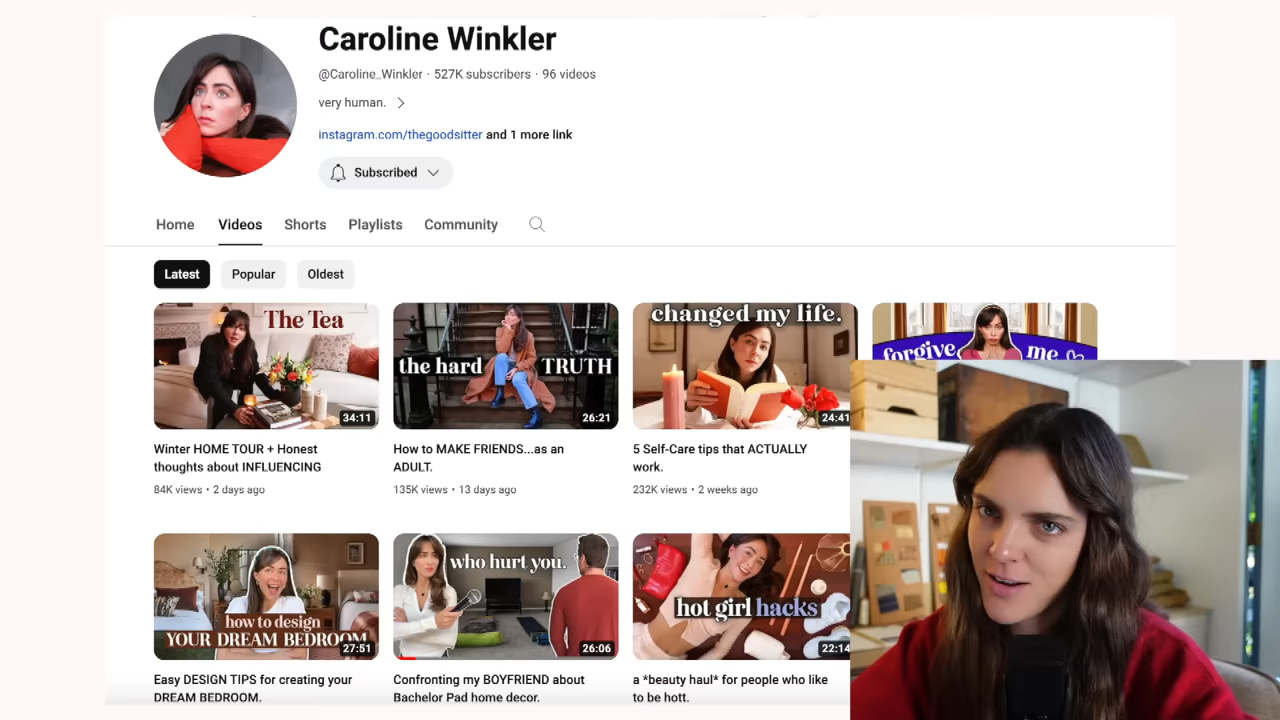 Caroline Winkler
@Caroline_Winkler · 527K subscribers · 96 videos
very human.
instagram.com/thegoodsitter and 1 more link
Subscribed
Home Videos Shorts Playlists Community
Latest Popular Oldest
The Tea
34:11
the hard TRUTH
26:21
changed my life.
24:41
forgive me
Winter HOME TOUR + Honest
thoughts about INFLUENCING
84K views • 2 days ago
How to MAKE FRIENDS...as an
ADULT.
135K views • 13 days ago
5 Self-Care tips that ACTUALLY
work.
232K views • 2 weeks ago
how to design
YOUR DREAM BEDROOM
27:51
who hurt you.
26:06
hot girl hacks
22:14
Easy DESIGN TIPS for creating your
DREAM BEDROOM.
Confronting my BOYFRIEND about
Bachelor Pad home decor.
a *beauty haul* for people who like
to be hott.